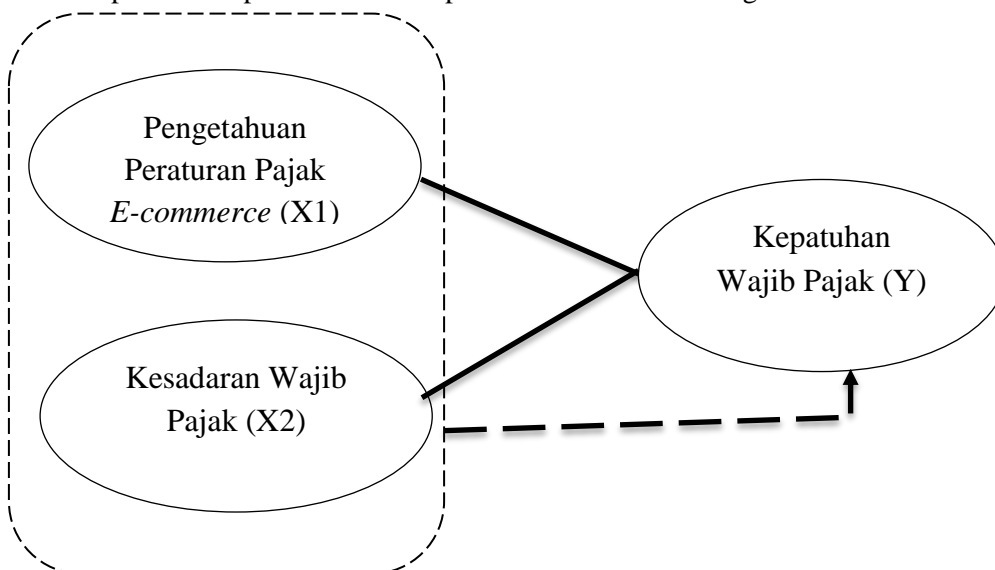 Pengetahuan
Peraturan Pajak
E-commerce (X1)
Kepatuhan
Wajib Pajak (Y)
Kesadaran Wajib
Pajak (X2)